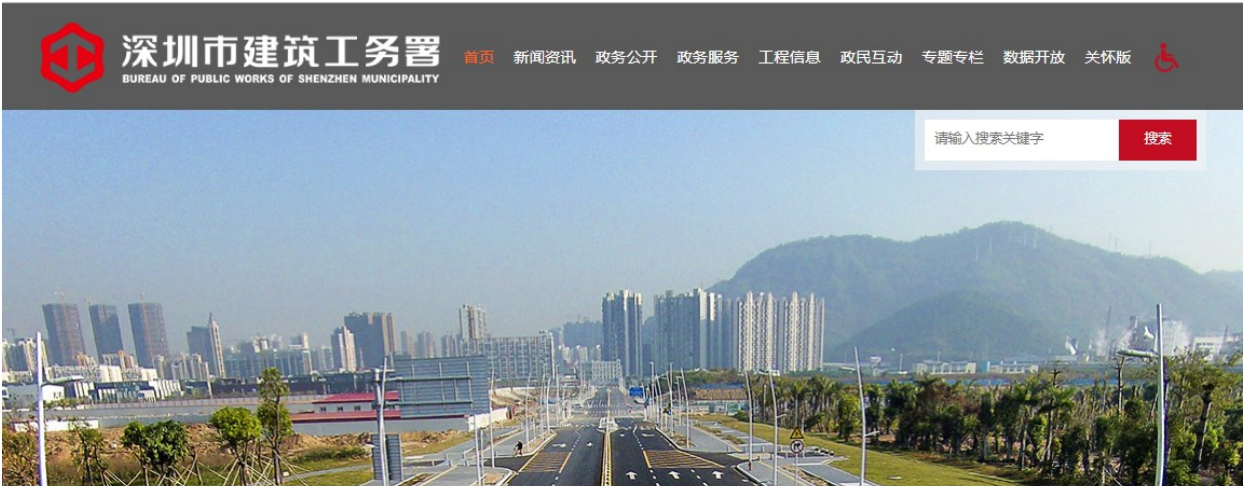 深圳市建筑工务署
BUREAU OF PUBLIC WORKS OF SHENZHEN MUNICIPALITY
首页 新闻资讯 政务公开 政务服务 工程信息 政民互动 专题专栏 数据开放 关怀版
请输入搜索关键字 搜索